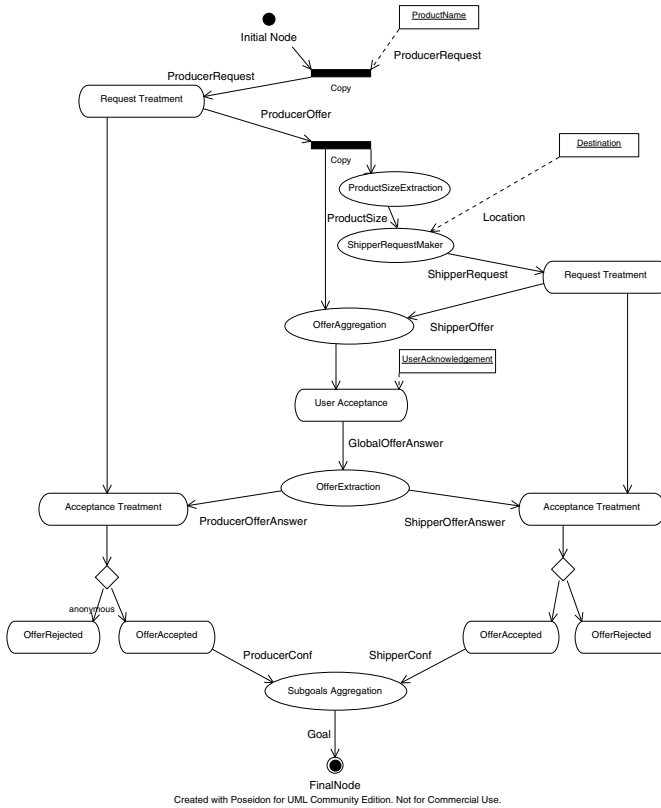 ProductName
Initial Node
ProducerRequest
ProducerRequest
Copy
Request Treatment
ProducerOffer
Copy
Destination
ProductSizeExtraction
ProductSize
Location
ShipperRequestMaker
ShipperRequest
Request Treatment
OfferAggregation
ShipperOffer
UserAcknowledgement
User Acceptance
GlobalOfferAnswer
OfferExtraction
Acceptance Treatment
ProducerOfferAnswer
ShipperOfferAnswer
Acceptance Treatment
anonymous
OfferRejected
OfferAccepted
OfferAccepted
OfferRejected
ProducerConf
ShipperConf
Subgoals Aggregation
Goal
FinalNode
Created with Poseidon for UML Community Edition. Not for Commercial Use.